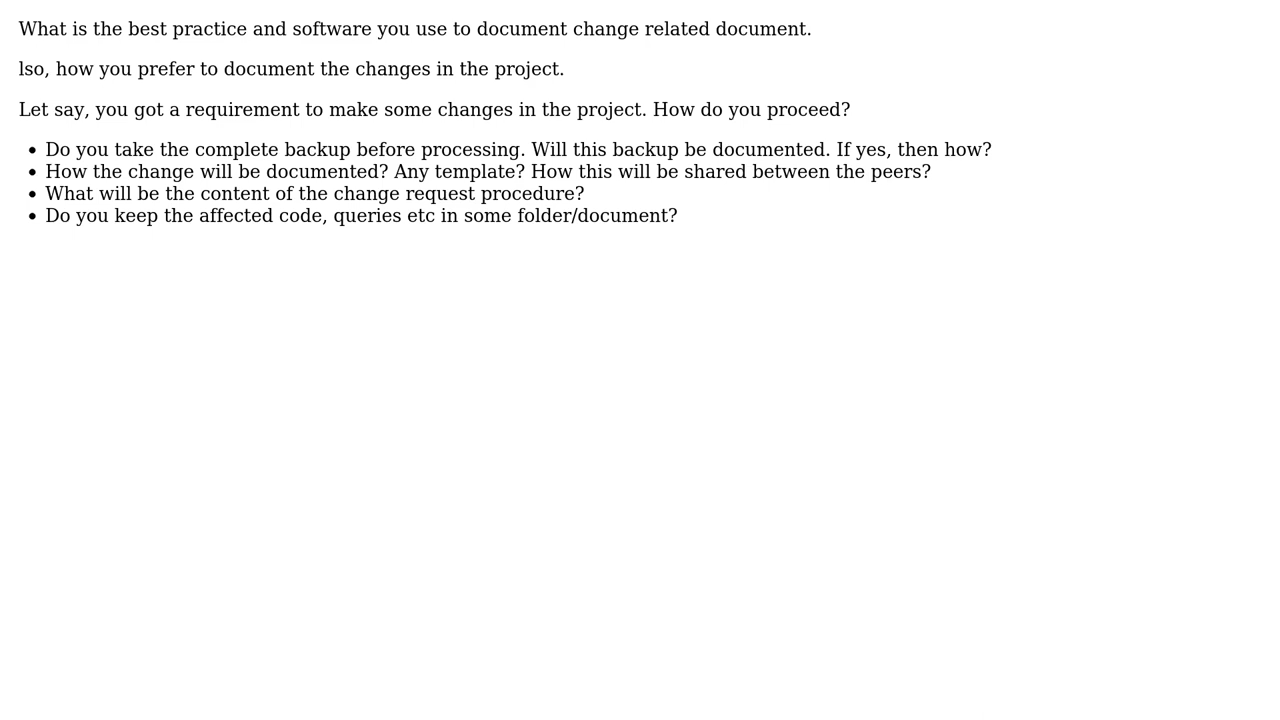 What is the best practice and software you use to document change related document.
lso, how you prefer to document the changes in the project.
Let say, you got a requirement to make some changes in the project. How do you proceed?
• Do you take the complete backup before processing. Will this backup be documented. If yes, then how?
• How the change will be documented? Any template? How this will be shared between the peers?
• What will be the content of the change request procedure?
• Do you keep the affected code, queries etc in some folder/document?